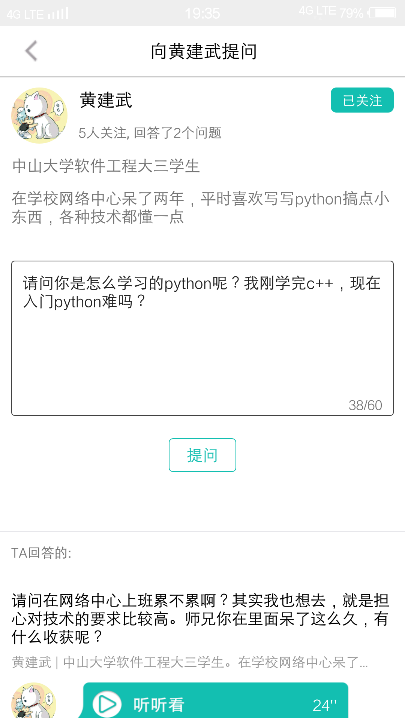 4G LTE 19:35 4G LTE 79%
向黄建武提问
黄建武
已关注
5人关注, 回答了2个问题
中山大学软件工程大三学生
在学校网络中心呆了两年，平时喜欢写写python搞点小
东西，各种技术都懂一点
请问你是怎么学习的python呢？我刚学完c++，现在
入门python难吗？
38/60
提问
TA回答的:
请问在网络中心上班累不累啊？其实我也想去，就是担
心对技术的要求比较高。师兄你在里面呆了这么久，有
什么收获呢？
黄建武 | 中山大学软件工程大三学生。在学校网络中心呆了...
听听看
24''